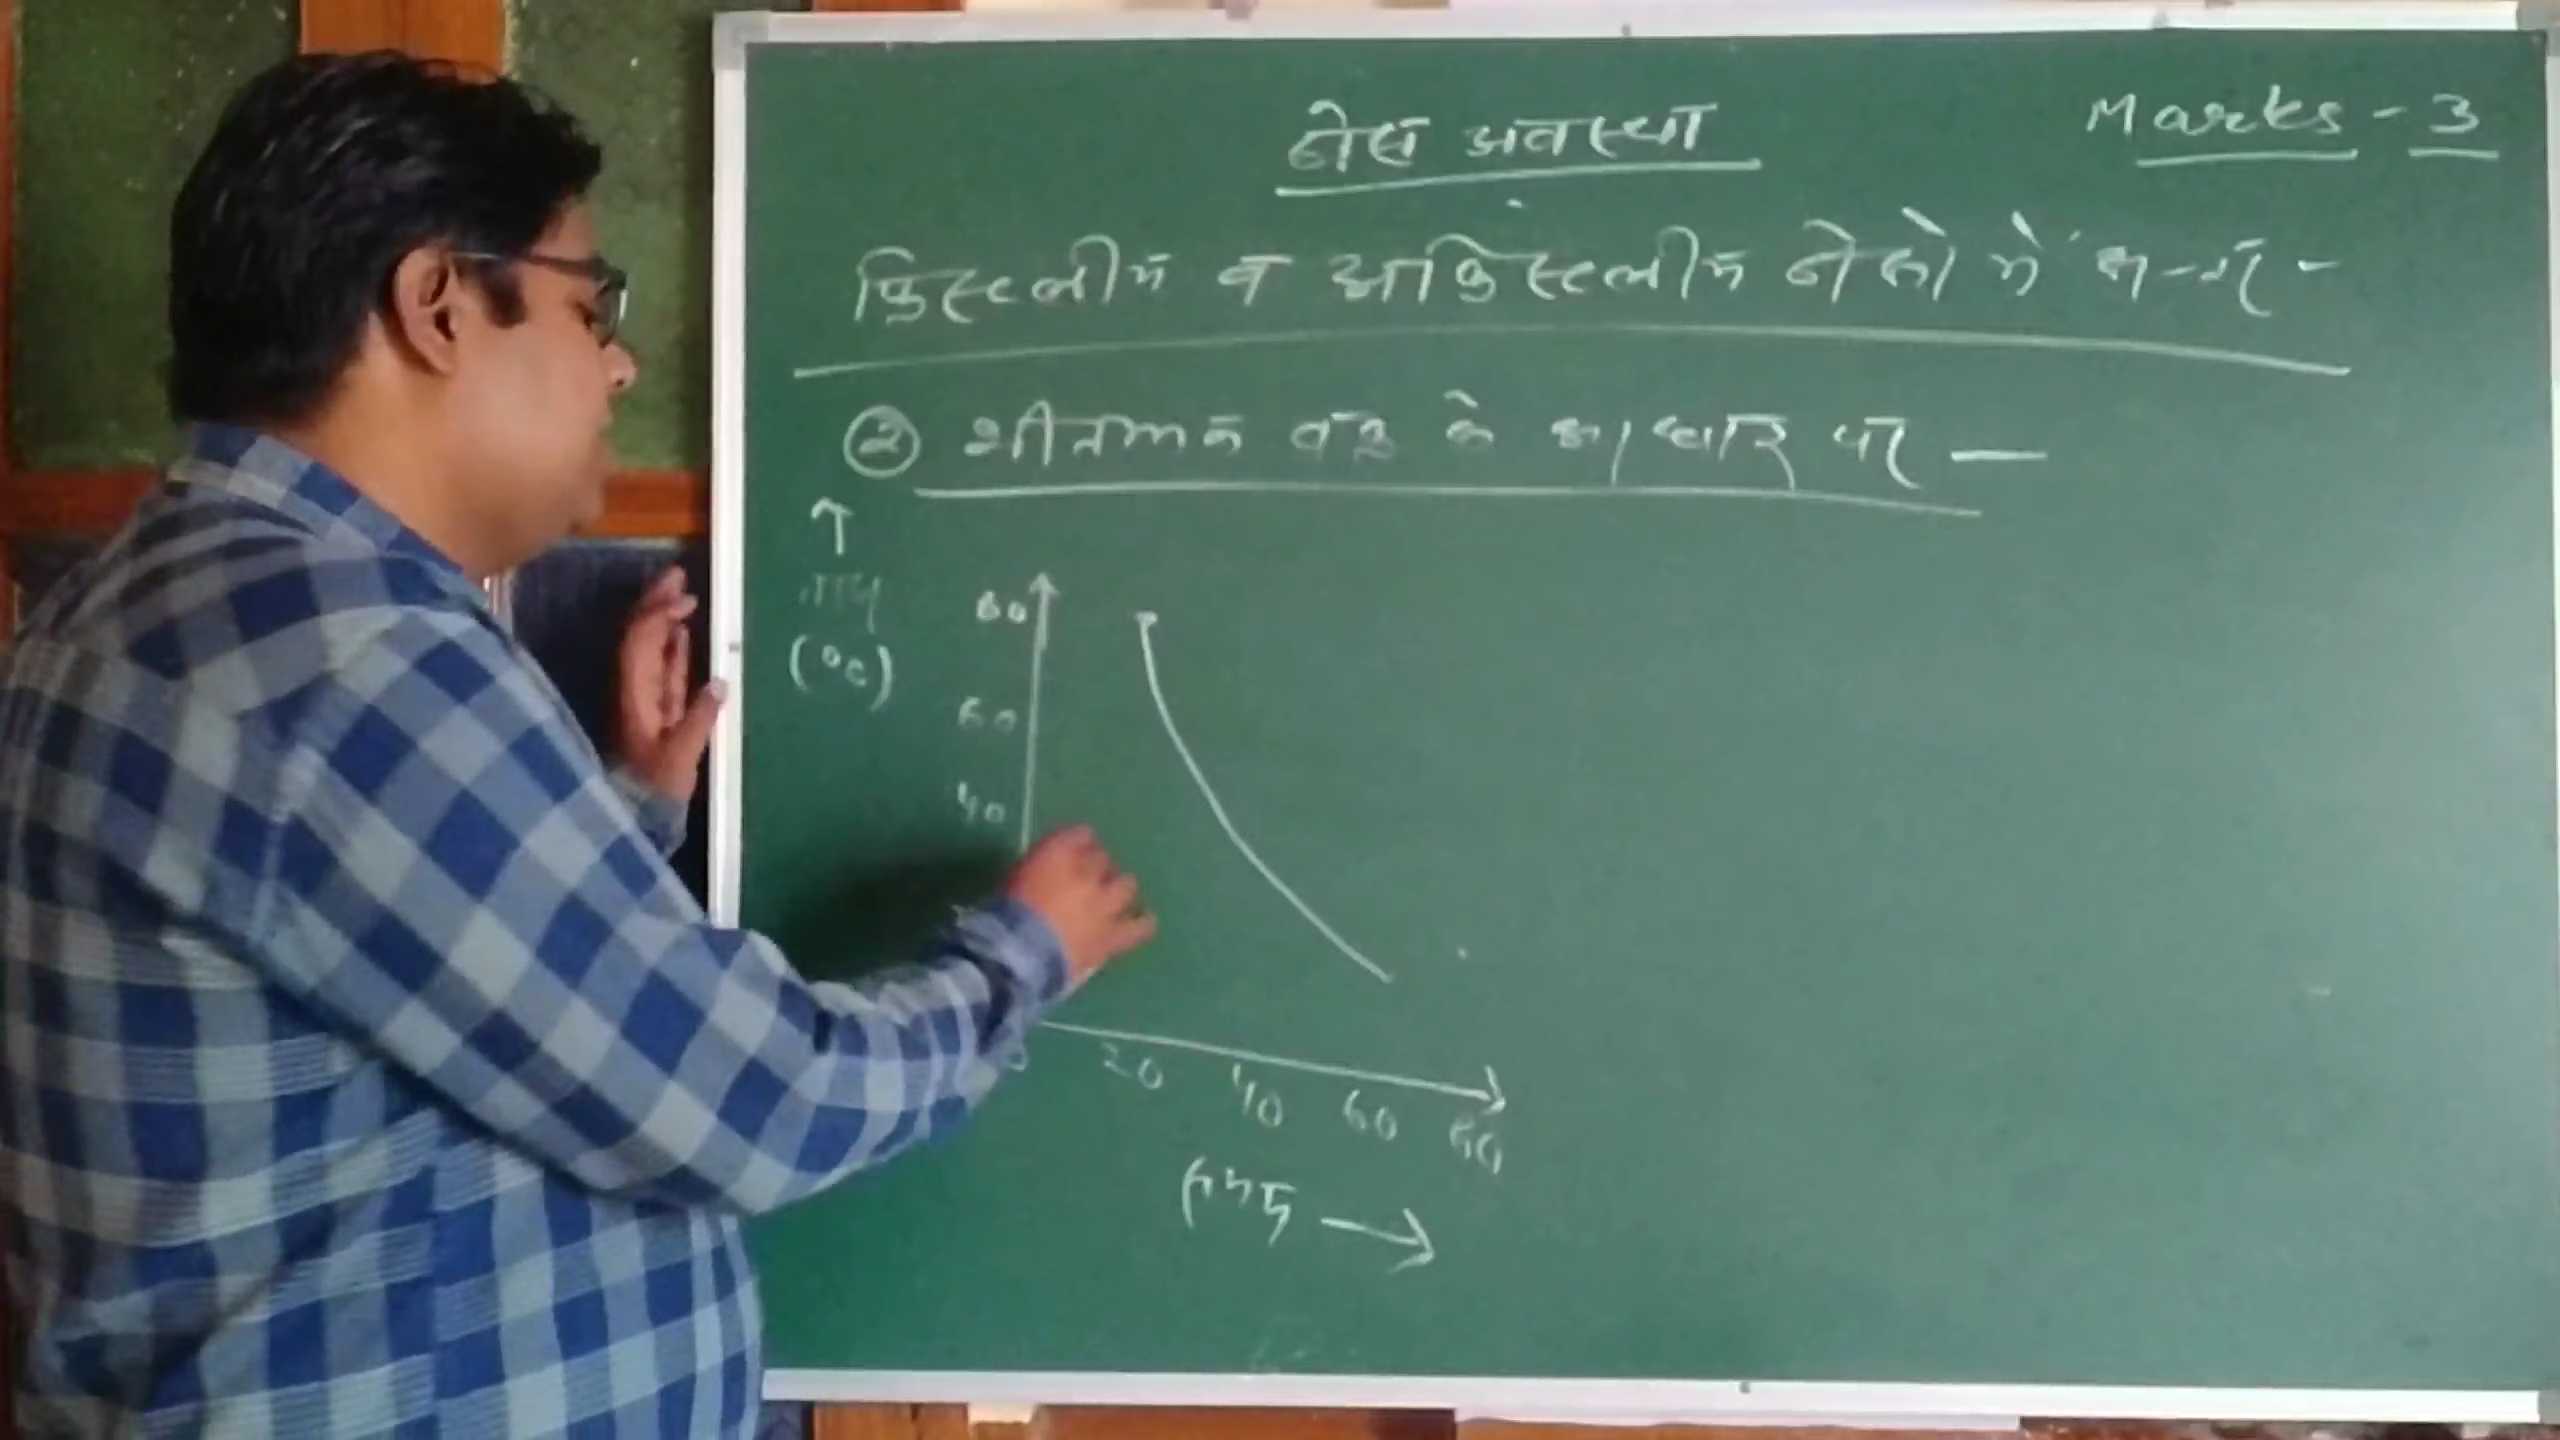 ठोस अवस्था
Marks - 3
क्रिस्टलीय व अक्रिस्टलीय ठोसो में अन्तर -
② शीतलन वक्र के आधार पर —
↑
ताप
(°c)
80
60
40
0 20 40 60 80
समय →